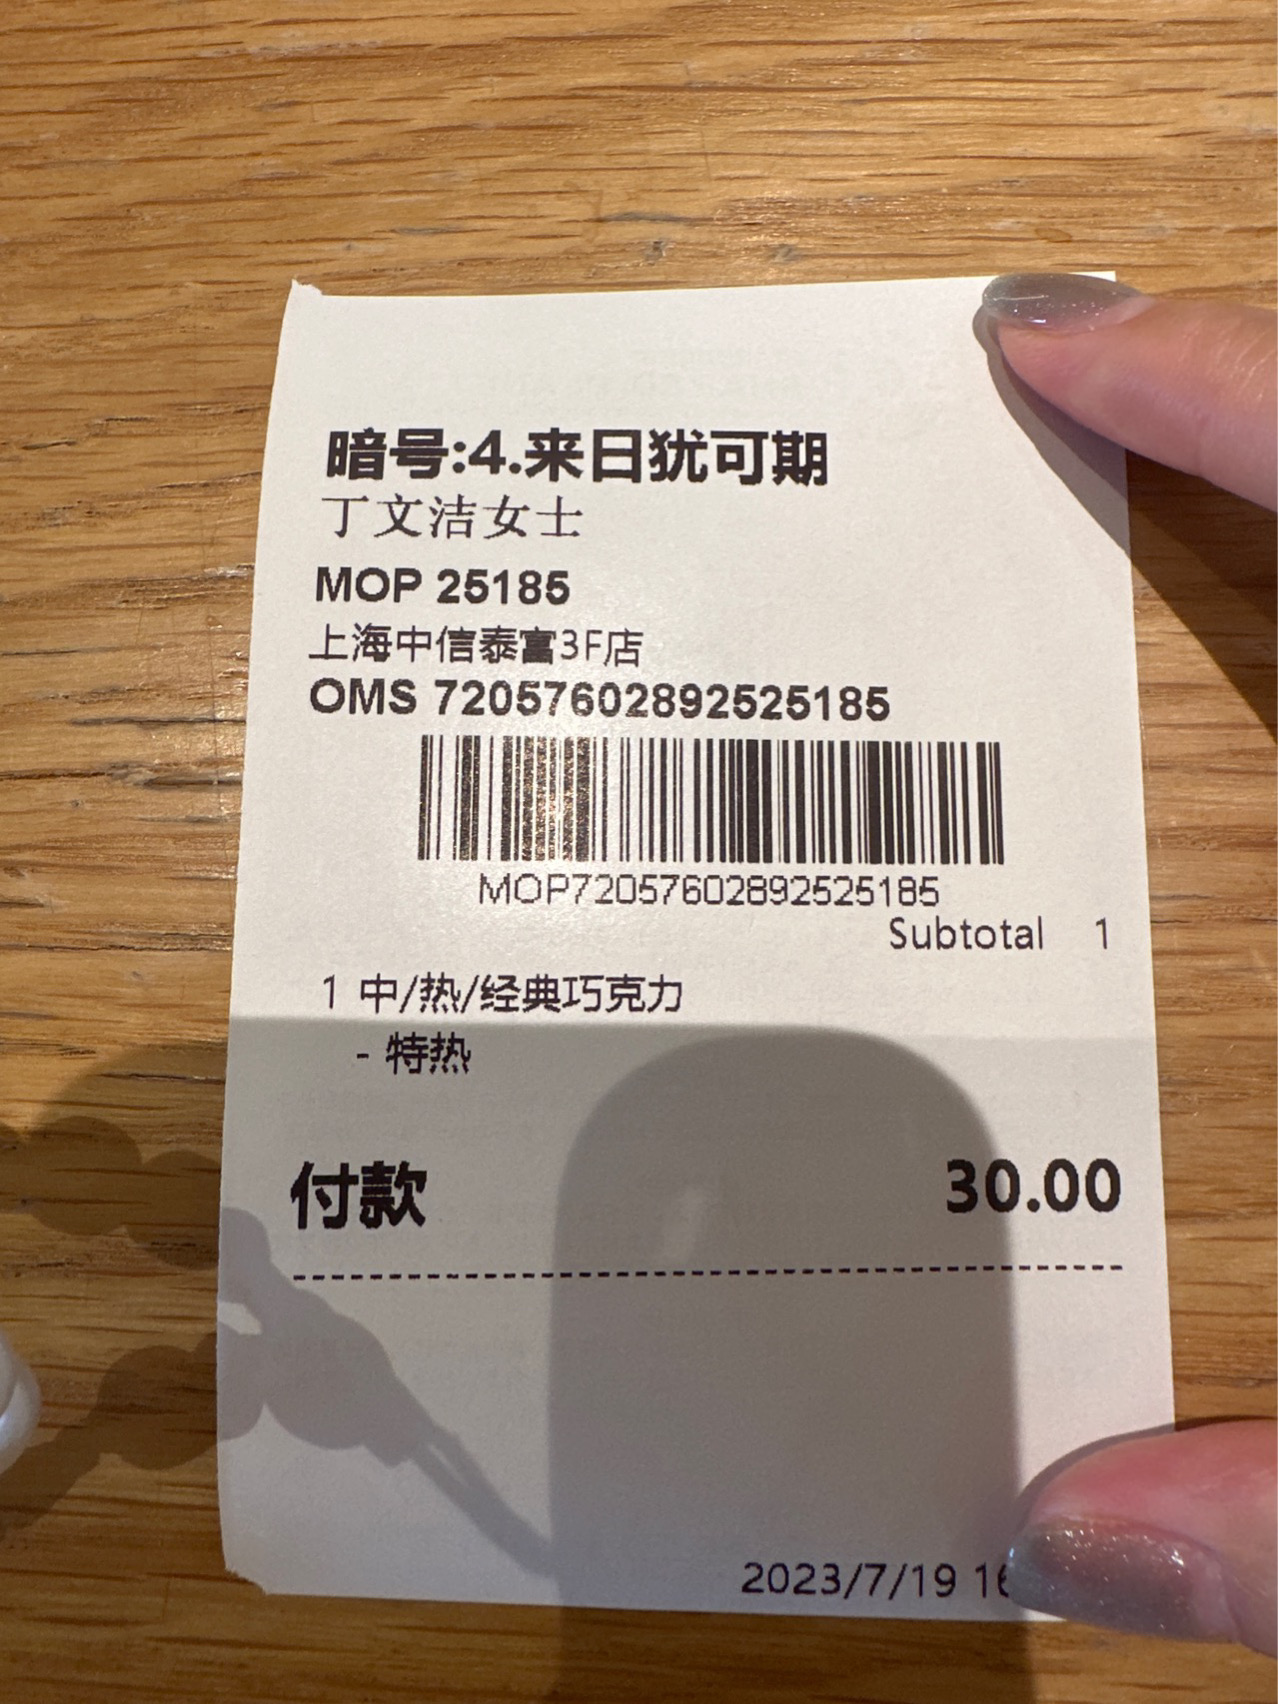 暗号:4.来日犹可期
丁文洁女士
MOP 25185
上海中信泰富3F店
OMS 72057602892525185
MOP72057602892525185
Subtotal 1
1 中/热/经典巧克力
- 特热
付款 30.00
2023/7/19 16